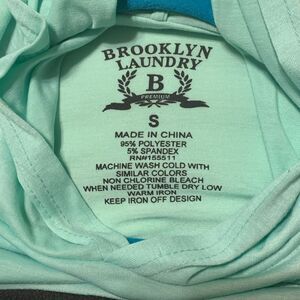 BROOKLYN
LAUNDRY
B
PREMIUM
S
MADE IN CHINA
95% POLYESTER
5% SPANDEX
RN#155511
MACHINE WASH COLD WITH
SIMILAR COLORS
NON CHLORINE BLEACH
WHEN NEEDED TUMBLE DRY LOW
WARM IRON
KEEP IRON OFF DESIGN